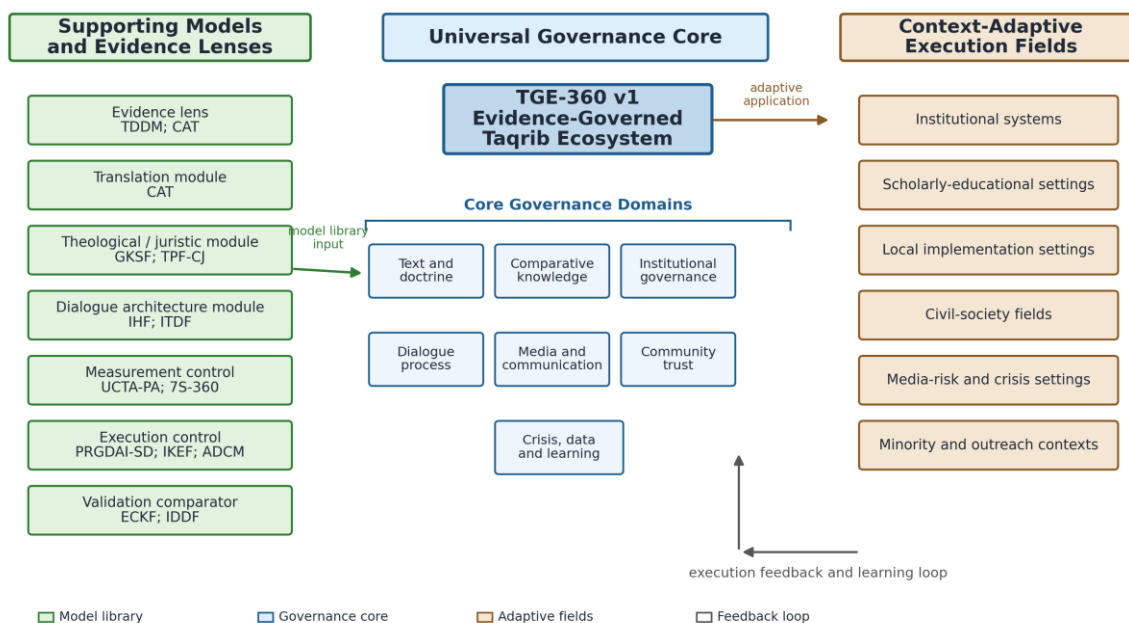 Supporting Models
and Evidence Lenses
Evidence lens
TDDM; CAT
Translation module
CAT
Theological / juristic module
GKSF; TPF-CJ
Dialogue architecture module
IHF; ITDF
Measurement control
UCTA-PA; 7S-360
Execution control
PRGDAI-SD; IKEF; ADCM
Validation comparator
ECKF; IDDF
model library
input
Universal Governance Core
TGE-360 v1
Evidence-Governed
Taqrib Ecosystem
adaptive
application
Core Governance Domains
Text and
doctrine
Comparative
knowledge
Institutional
governance
Dialogue
process
Media and
communication
Community
trust
Crisis, data
and learning
Context-Adaptive
Execution Fields
Institutional systems
Scholarly-educational settings
Local implementation settings
Civil-society fields
Media-risk and crisis settings
Minority and outreach contexts
execution feedback and learning loop
Model library
Governance core
Adaptive fields
Feedback loop